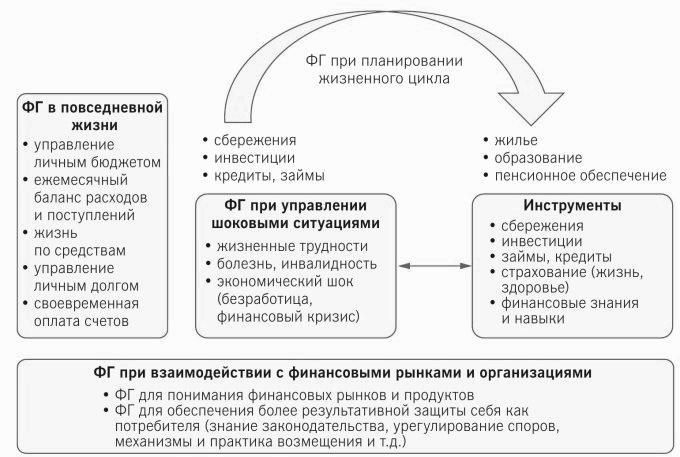 ФГ при планировании
жизненного цикла
ФГ в повседневной
жизни
• управление
личным бюджетом
• ежемесячный
баланс расходов
и поступлений
• жизнь
по средствам
• управление
личным долгом
• своевременная
оплата счетов
• сбережения
• инвестиции
• кредиты, займы
• жилье
• образование
• пенсионное обеспечение
ФГ при управлении
шоковыми ситуациями
• жизненные трудности
• болезнь, инвалидность
• экономический шок
(безработица,
финансовый кризис)
Инструменты
• сбережения
• инвестиции
• займы, кредиты
• страхование (жизнь,
здоровье)
• финансовые знания
и навыки
ФГ при взаимодействии с финансовыми рынками и организациями
• ФГ для понимания финансовых рынков и продуктов
• ФГ для обеспечения более результативной защиты себя как
потребителя (знание законодательства, урегулирование споров,
механизмы и практика возмещения и т.д.)